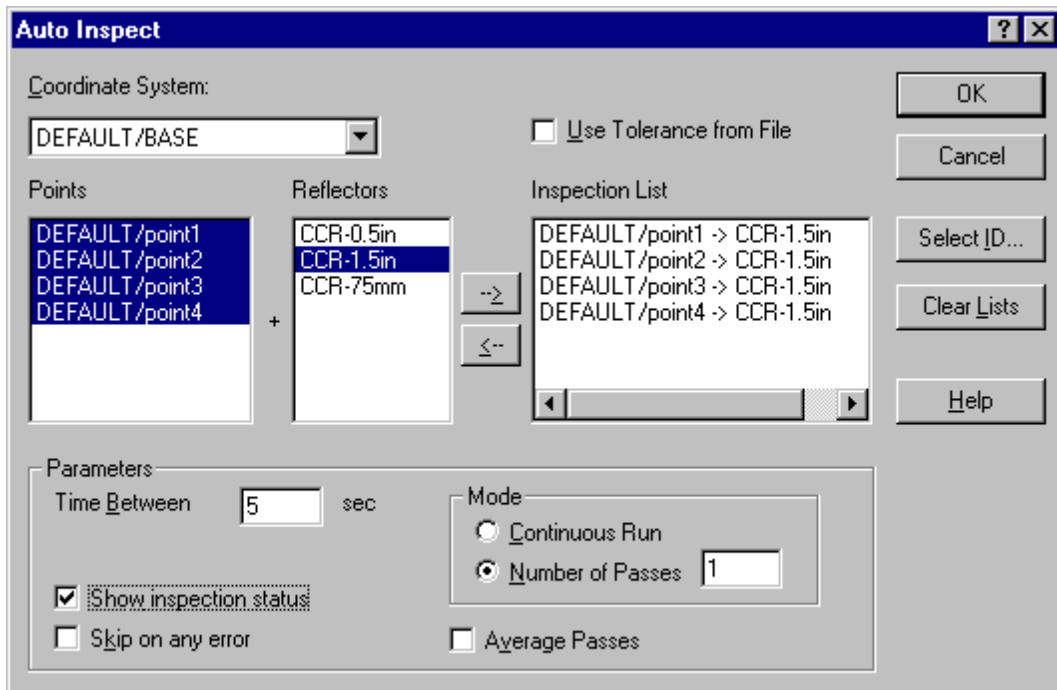 Auto Inspect
Coordinate System:
DEFAULT/BASE
Use Tolerance from File
OK
Cancel
Points
Reflectors
Inspection List
DEFAULT/point1
DEFAULT/point2
DEFAULT/point3
DEFAULT/point4
+
CCR-0.5in
CCR-1.5in
CCR-75mm
-->
<--
DEFAULT/point1 -> CCR-1.5in
DEFAULT/point2 -> CCR-1.5in
DEFAULT/point3 -> CCR-1.5in
DEFAULT/point4 -> CCR-1.5in
Select ID...
Clear Lists
Help
Parameters
Time Between 5 sec
Show inspection status
Skip on any error
Mode
Continuous Run
Number of Passes 1
Average Passes